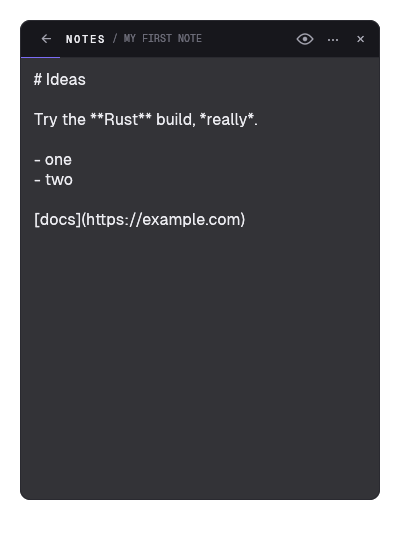 ← NOTES / MY FIRST NOTE ... ×
# Ideas
Try the **Rust** build, *really*.
- one
- two
[docs](https://example.com)